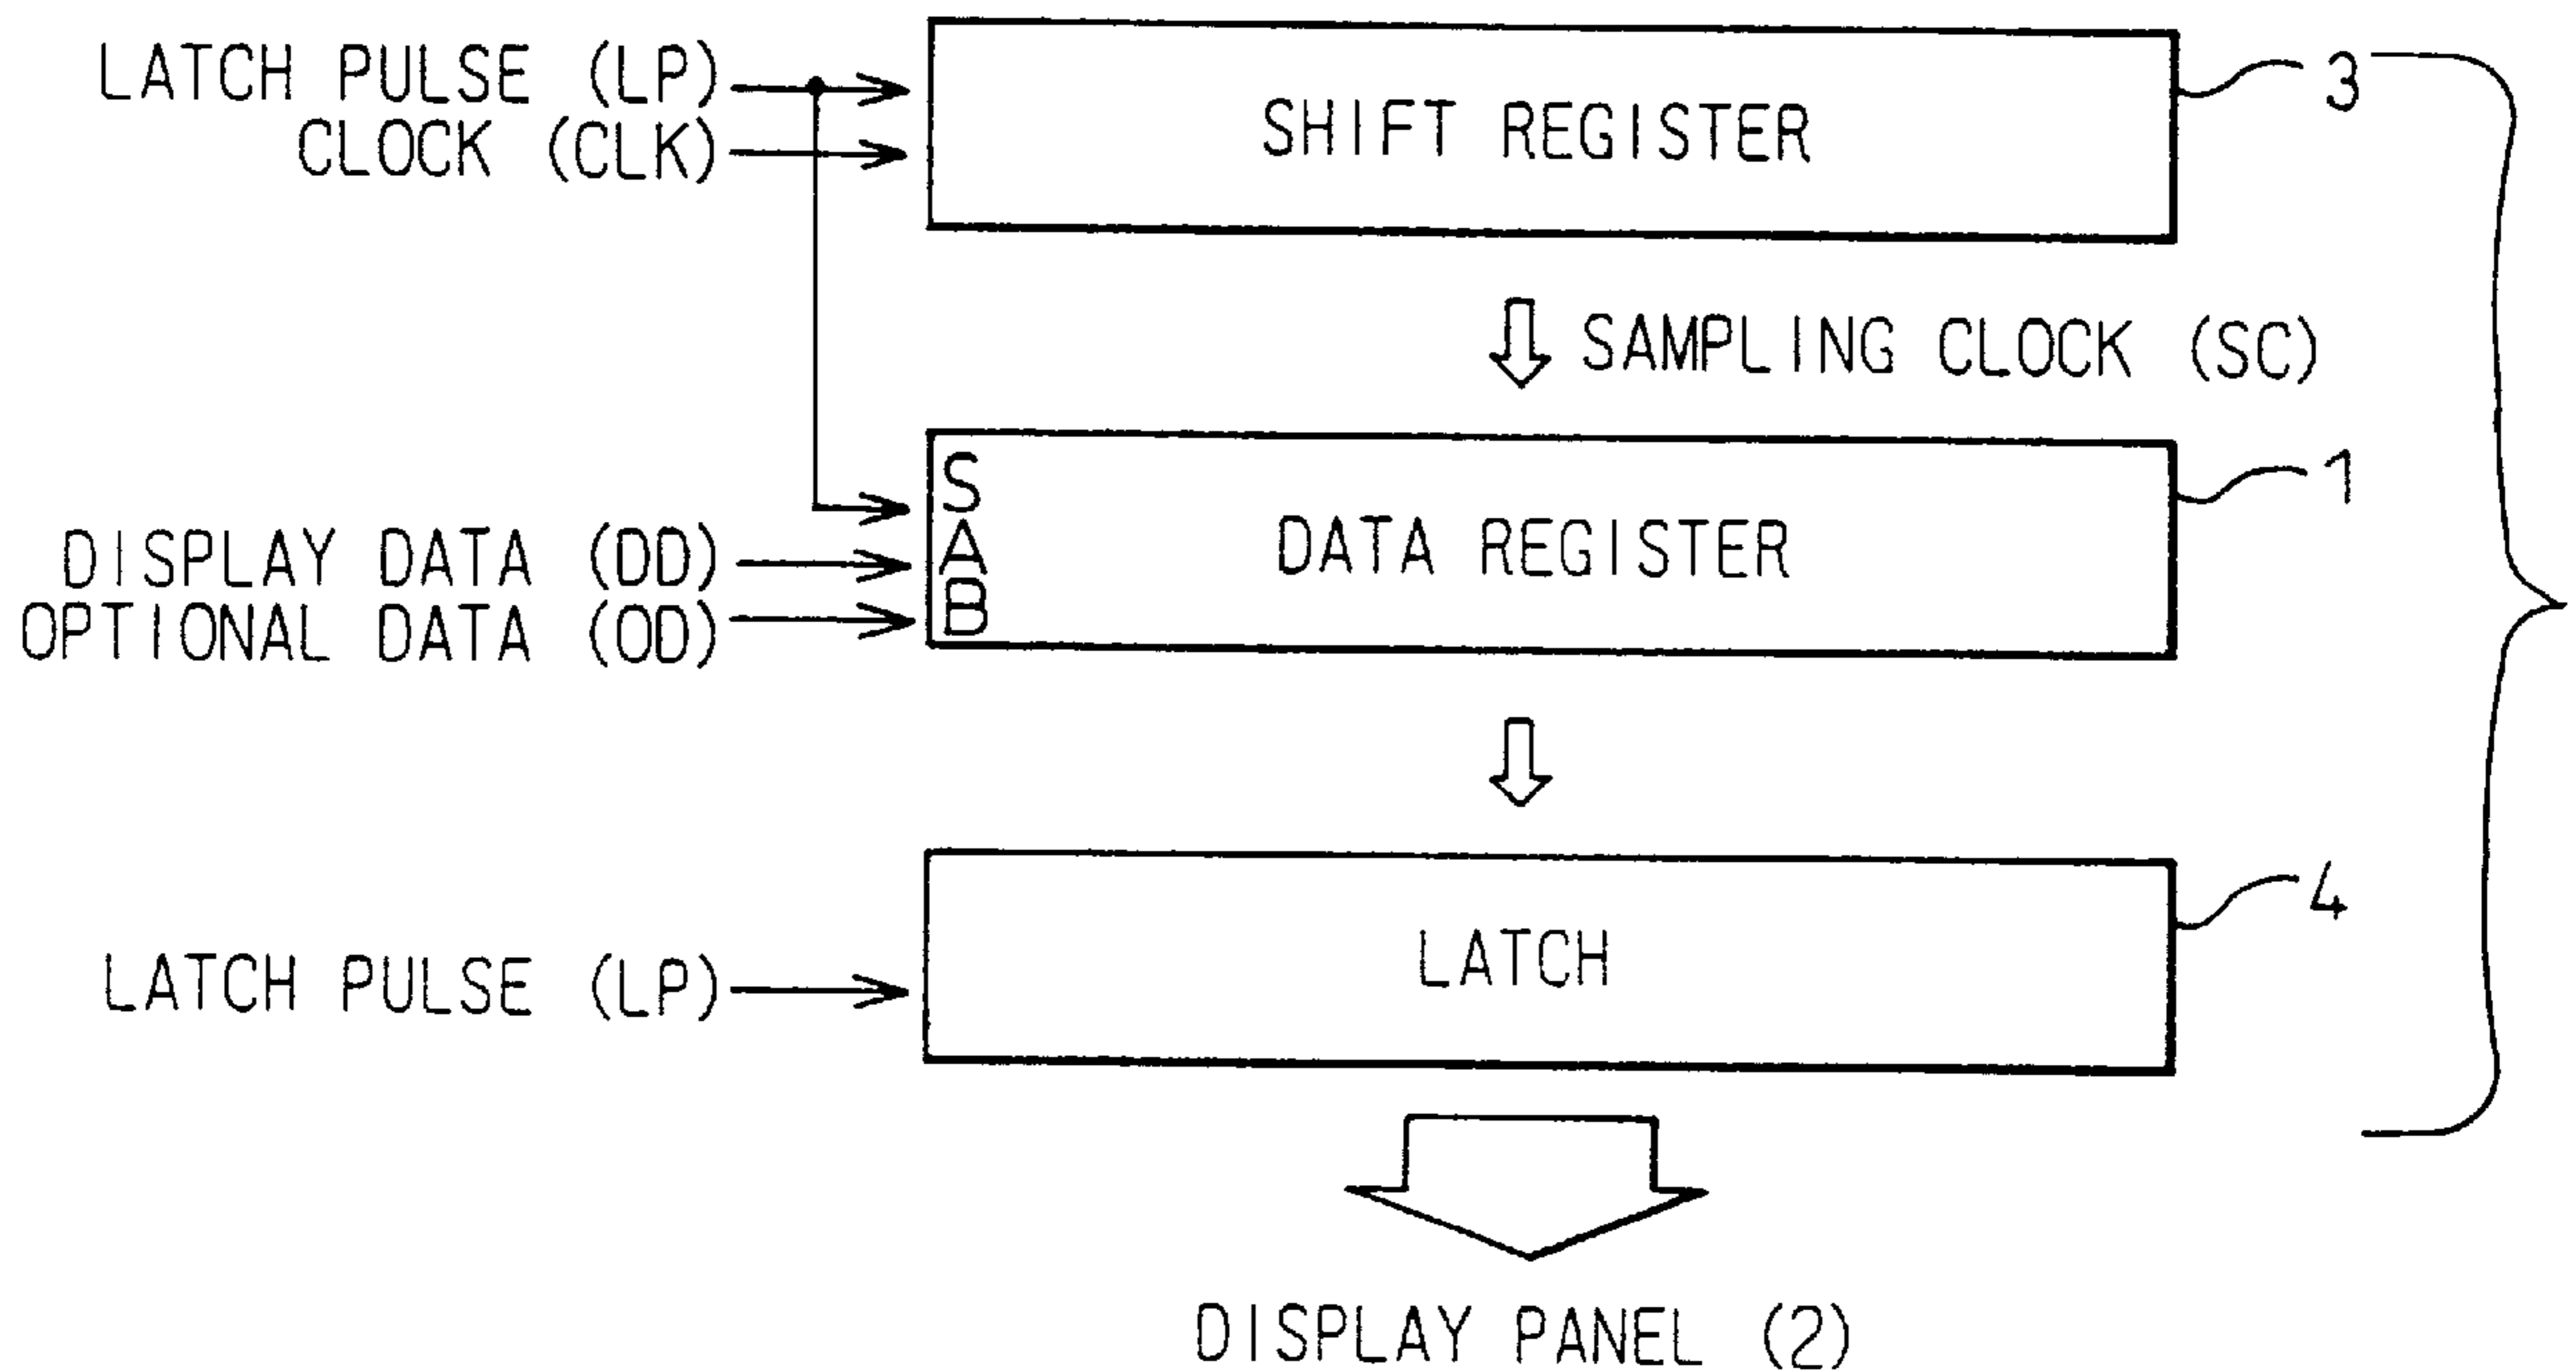 LATCH PULSE (LP)
CLOCK (CLK)
SHIFT REGISTER
3
SAMPLING CLOCK (SC)
S
A
B
DATA REGISTER
1
DISPLAY DATA (DD)
OPTIONAL DATA (OD)
LATCH PULSE (LP)
LATCH
4
DISPLAY PANEL (2)